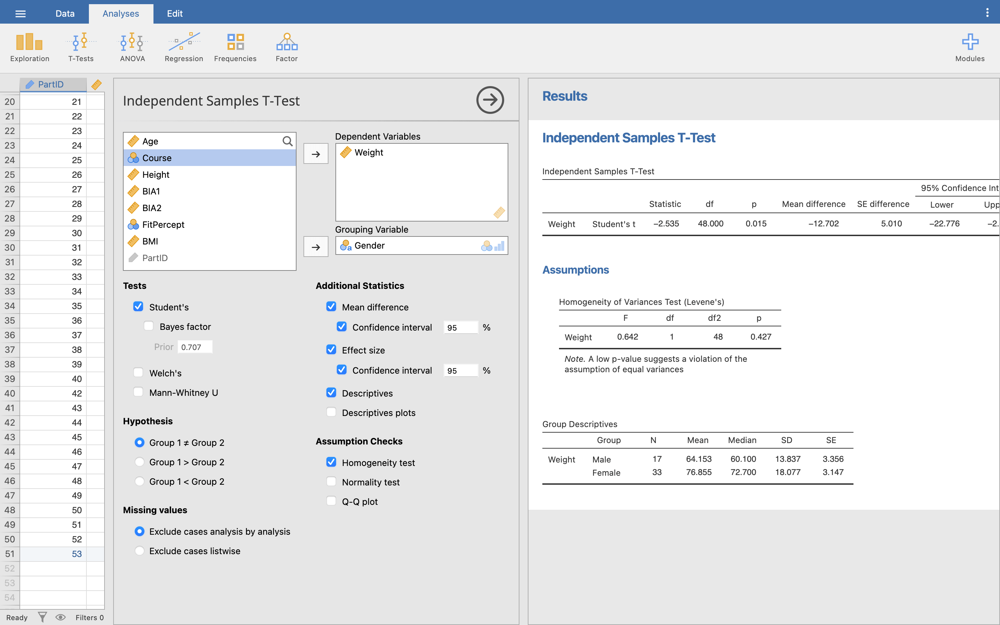 Data Analyses Edit
Exploration T-Tests ANOVA Regression Frequencies Factor Modules
PartID
20 21
21 22
22 23
23 24
24 25
25 26
26 27
27 28
28 29
29 30
30 31
31 32
32 33
33 34
34 35
35 36
36 37
37 38
38 39
39 40
40 42
41 43
42 44
43 45
44 46
45 47
46 48
47 49
48 50
49 51
50 52
51 53
52
53
54
Ready Filters 0
Independent Samples T-Test
Age
Course
Height
BIA1
BIA2
FitPercept
BMI
PartID
Dependent Variables
Weight
Grouping Variable
a Gender
Tests
Student's
Bayes factor
Prior 0.707
Welch's
Mann-Whitney U
Hypothesis
Group 1 ≠ Group 2
Group 1 > Group 2
Group 1 < Group 2
Missing values
Exclude cases analysis by analysis
Exclude cases listwise
Additional Statistics
Mean difference
Confidence interval 95 %
Effect size
Confidence interval 95 %
Descriptives
Descriptives plots
Assumption Checks
Homogeneity test
Normality test
Q-Q plot
Results
Independent Samples T-Test
Independent Samples T-Test
95% Confidence Int
Statistic df p Mean difference SE difference Lower Upp
Weight Student's t −2.535 48.000 0.015 −12.702 5.010 −22.776 −2.
Assumptions
Homogeneity of Variances Test (Levene's)
F df df2 p
Weight 0.642 1 48 0.427
Note. A low p-value suggests a violation of the
assumption of equal variances
Group Descriptives
Group N Mean Median SD SE
Weight Male 17 64.153 60.100 13.837 3.356
Female 33 76.855 72.700 18.077 3.147